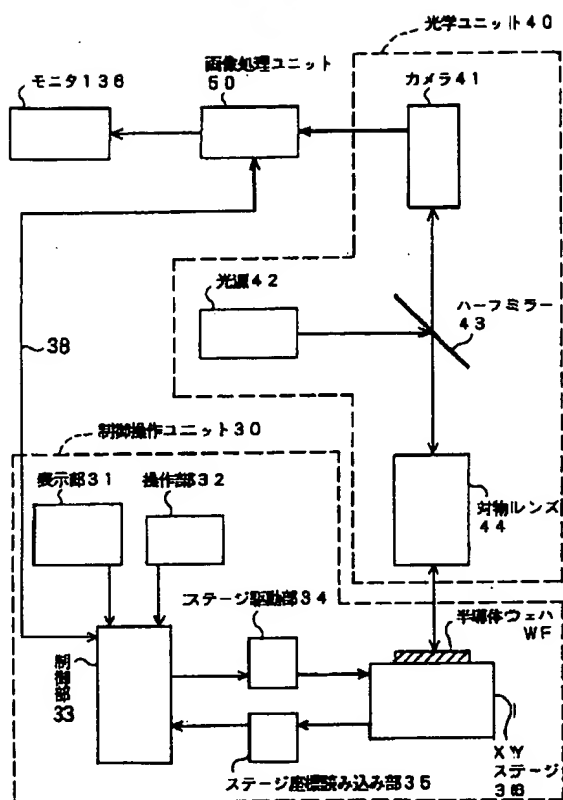 光学ユニット40
カメラ41
画像処理ユニット
50
モニタ136
光源42
ハーフミラー
43
38
制御操作ユニット30
表示部31
操作部32
対物レンズ
44
ステージ駆動部34
半導体ウェハ
WF
制御部
33
ステージ座標読み込み部35
XY
ステージ
36